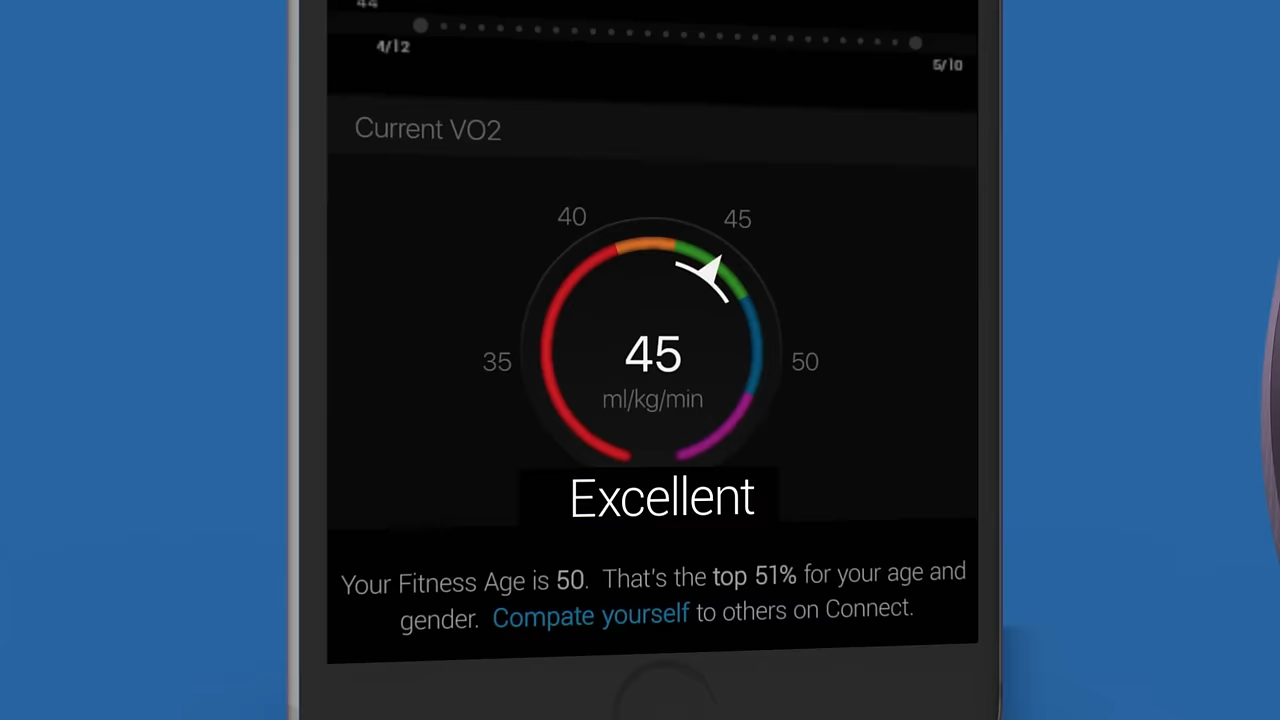 44
4/12
5/10
Current VO2
40
45
35
50
45
ml/kg/min
Excellent
Your Fitness Age is 50. That's the top 51% for your age and
gender. Compate yourself to others on Connect.